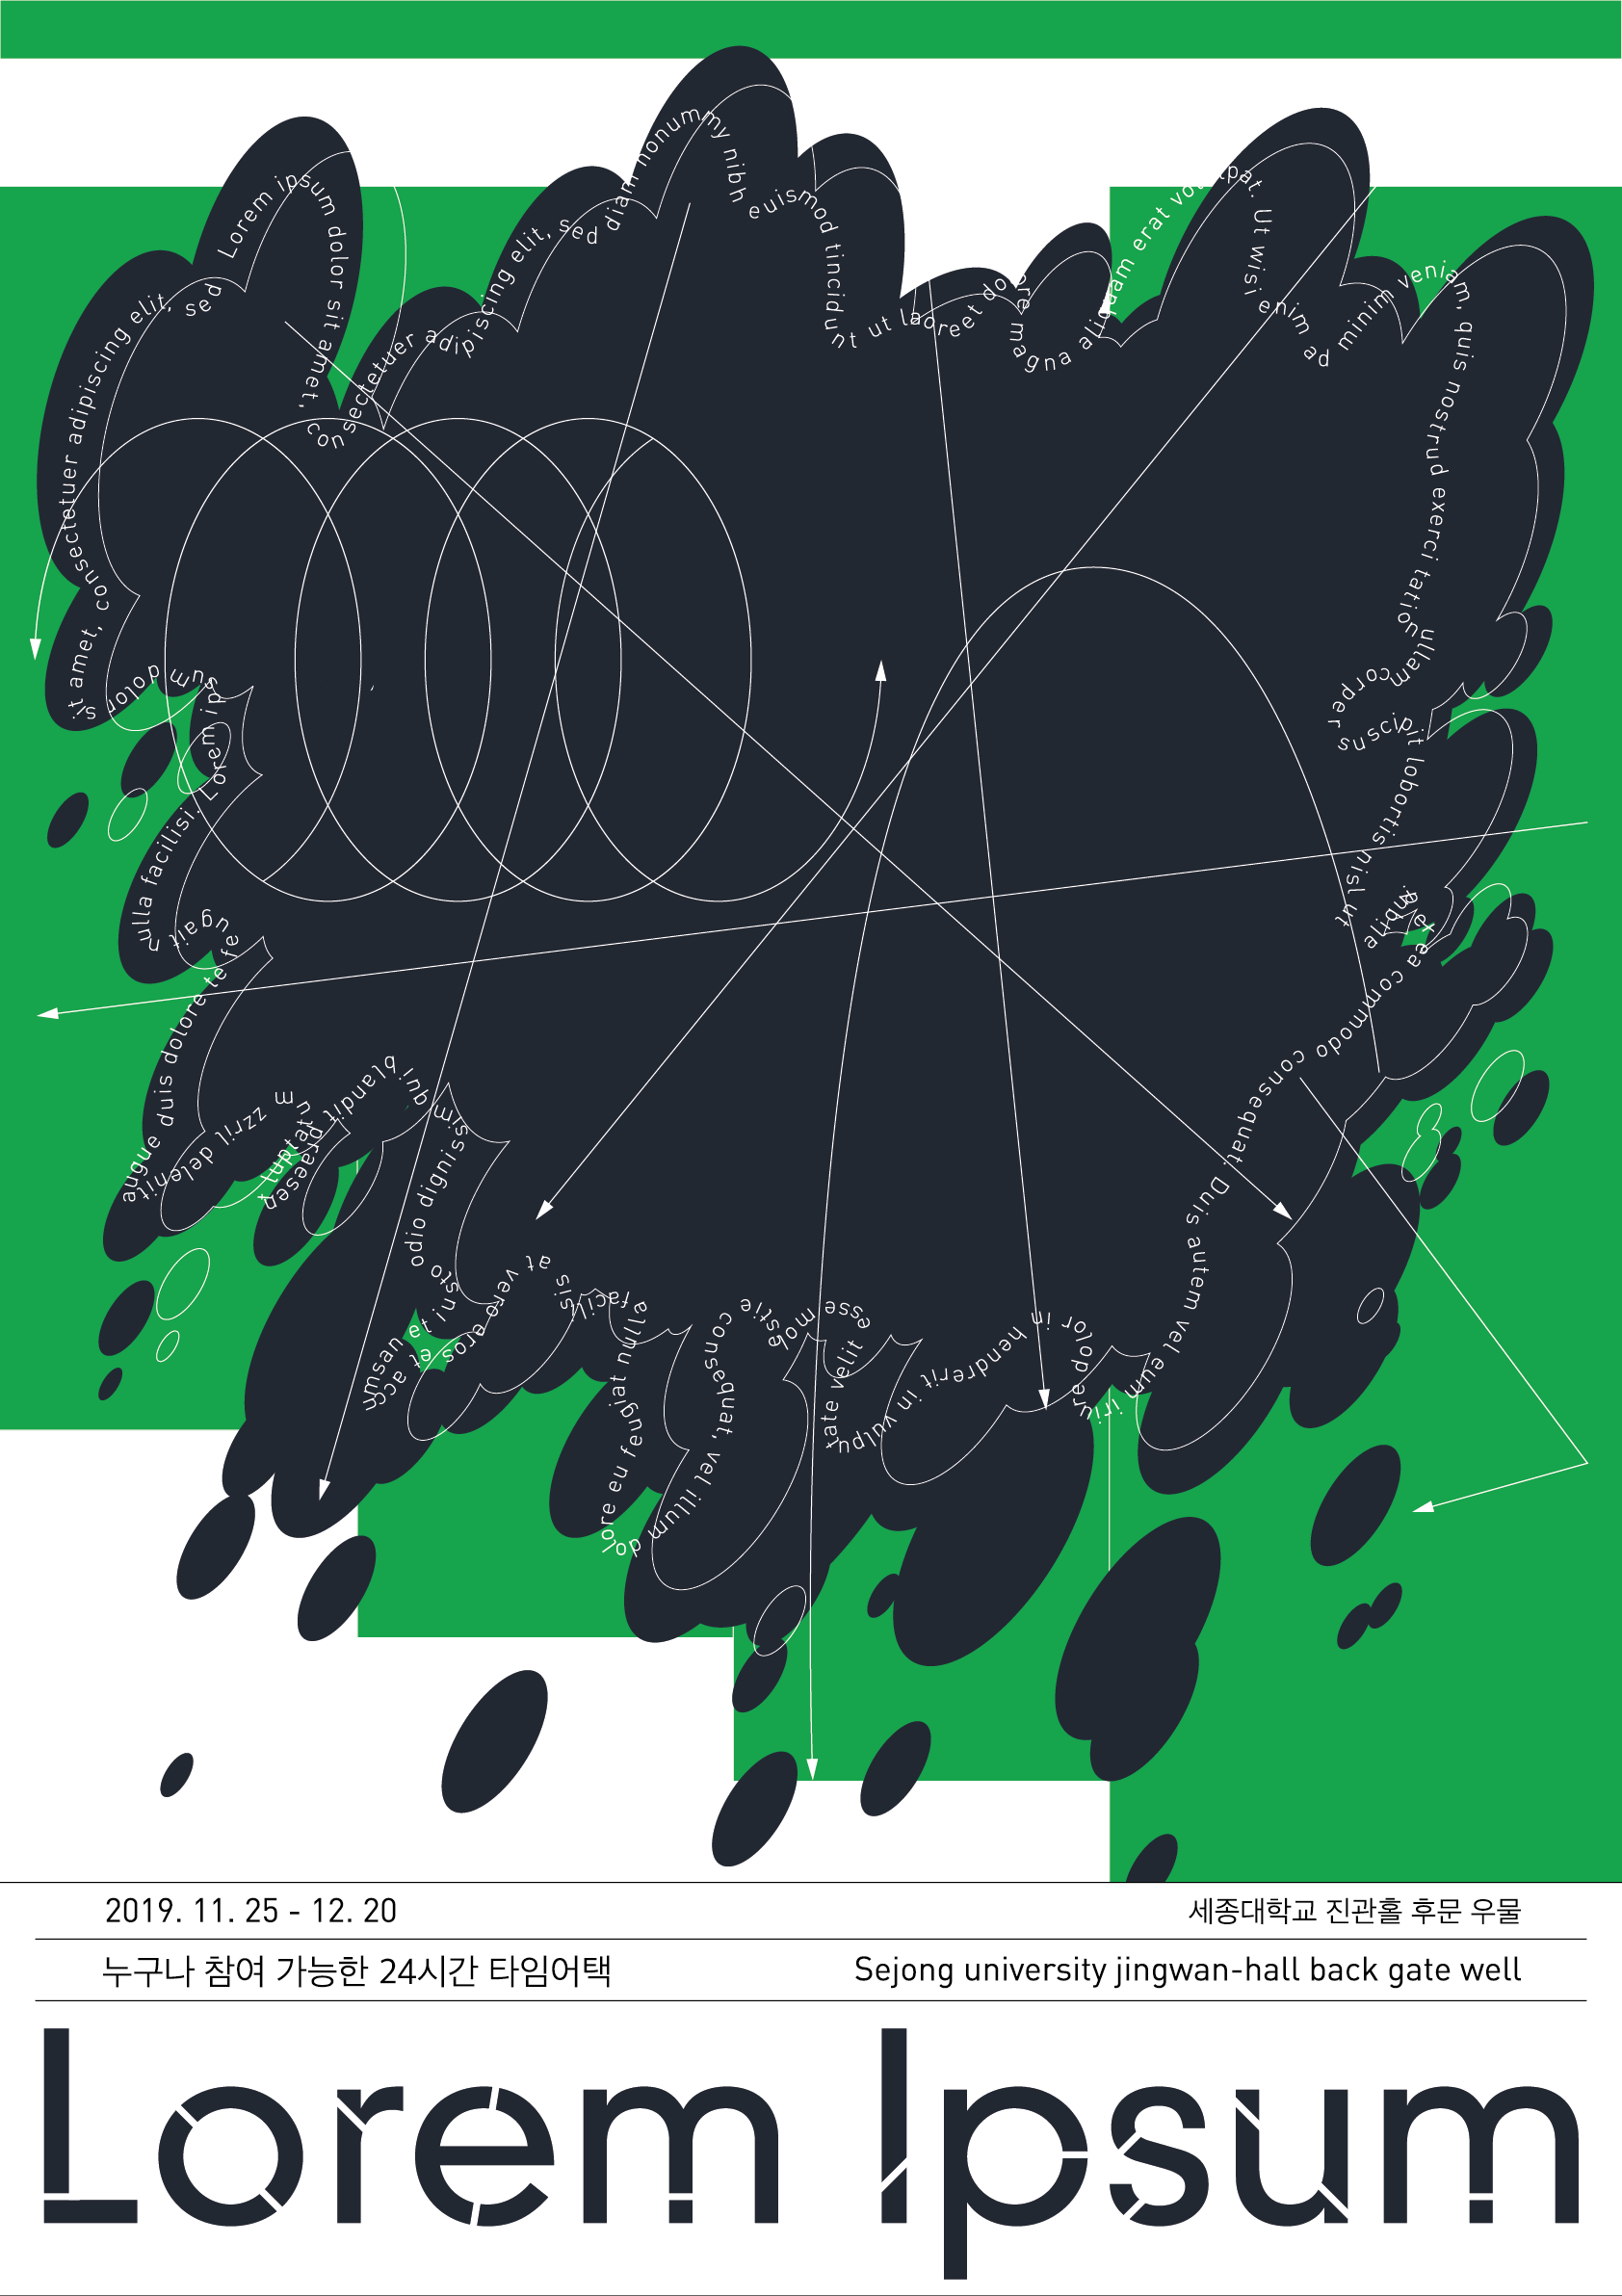 Lorem ipsum dolor sit amet,
con sectetuer adipiscing elit, sed diam nonummy nibh
euismod tincidunt ut laoreet dolore magna aliquam erat volutpat. Ut wisi enim
ad minim veniam, quis nostrud exerci tation ullam corper
suscipit lobortis nisl ut
aliquip ex ea commodo consequat. Duis autem vel eum iriure
dolor in hendrerit in vulpu tate velit
esse molestie
consequat, vel illum dolore eu feugiat nulla
facilisis at vero eros et accumsan et iusto
odio dignissim qui blandit praesent
luptatum zzril delenit augue duis dolore te feugait
nulla facilisi. Lorem ipsum dolor sit amet, consectetuer adipiscing elit, sed
2019. 11. 25 - 12. 20
세종대학교 진관홀 후문 우물
누구나 참여 가능한 24시간 타임어택
Sejong university jingwan-hall back gate well
Lorem Ipsum